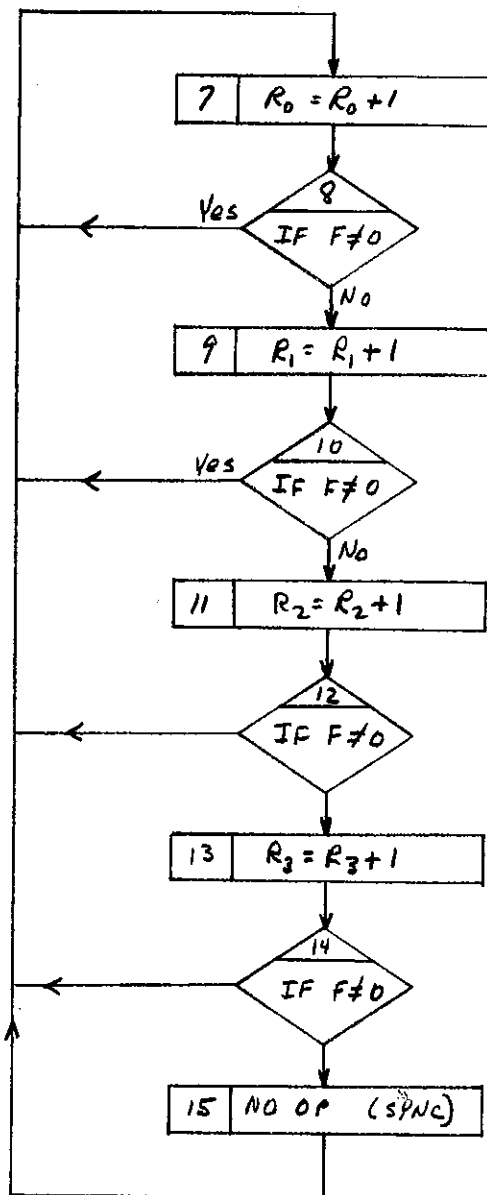 7 R₀ = R₀ + 1
8
Yes
IF F≠0
No
9 R₁ = R₁ + 1
10
Yes
IF F≠0
No
11 R₂ = R₂ + 1
12
IF F≠0
13 R₃ = R₃ + 1
14
IF F≠0
15 NO OP (SYNC)